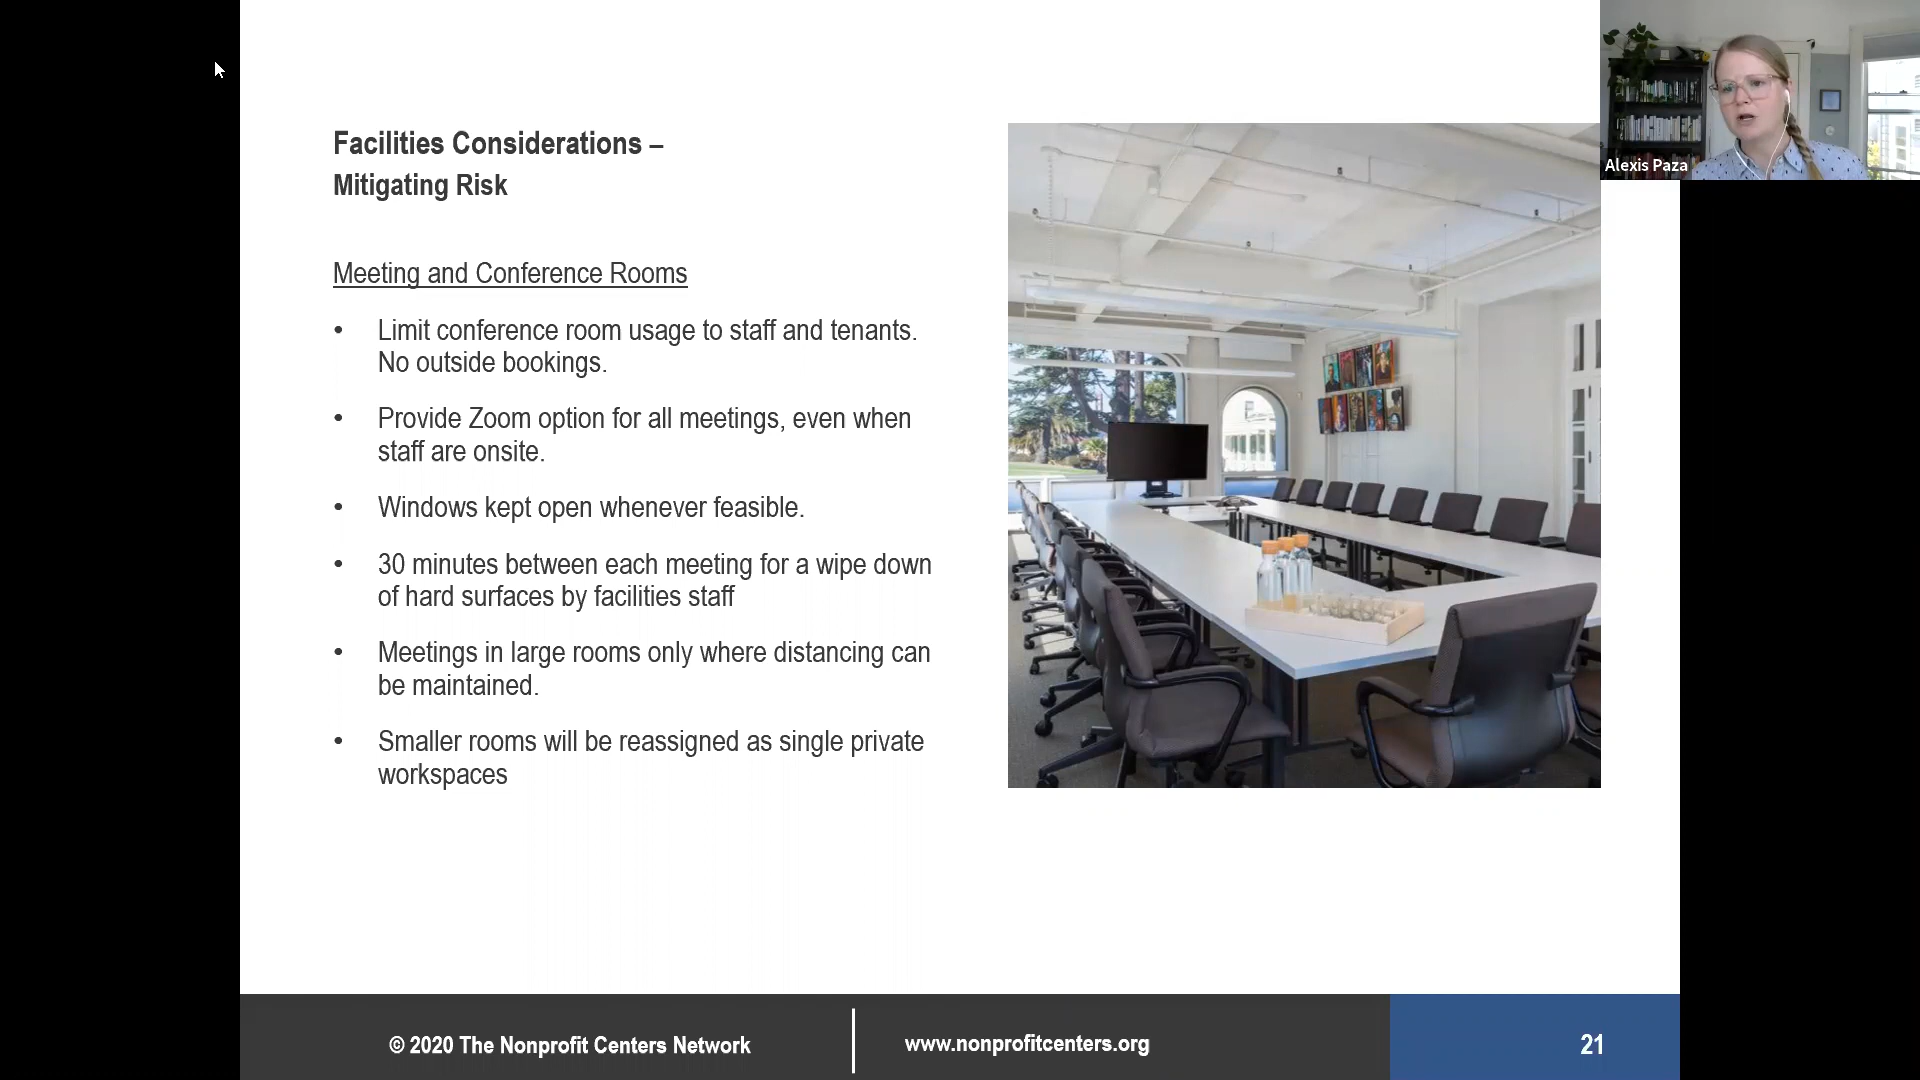 Alexis Paza
Facilities Considerations –
Mitigating Risk
Meeting and Conference Rooms
• Limit conference room usage to staff and tenants.
No outside bookings.
• Provide Zoom option for all meetings, even when
staff are onsite.
• Windows kept open whenever feasible.
• 30 minutes between each meeting for a wipe down
of hard surfaces by facilities staff
• Meetings in large rooms only where distancing can
be maintained.
• Smaller rooms will be reassigned as single private
workspaces
© 2020 The Nonprofit Centers Network
www.nonprofitcenters.org
21